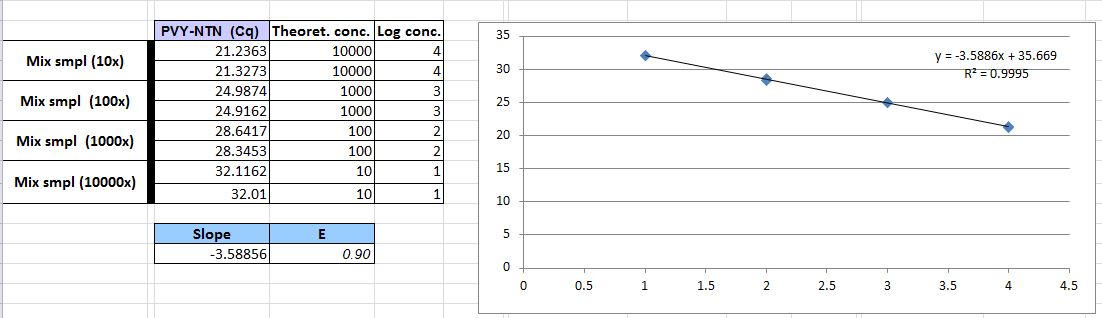 PVY-NTN (Cq) Theoret. conc. Log conc.
Mix smpl (10x) 21.2363 10000 4
21.3273 10000 4
Mix smpl (100x) 24.9874 1000 3
24.9162 1000 3
Mix smpl (1000x) 28.6417 100 2
28.3453 100 2
Mix smpl (10000x) 32.1162 10 1
32.01 10 1
Slope E
-3.58856 0.90
35
30
25
20
15
10
5
0
y = -3.5886x + 35.669
R² = 0.9995
0 0.5 1 1.5 2 2.5 3 3.5 4 4.5